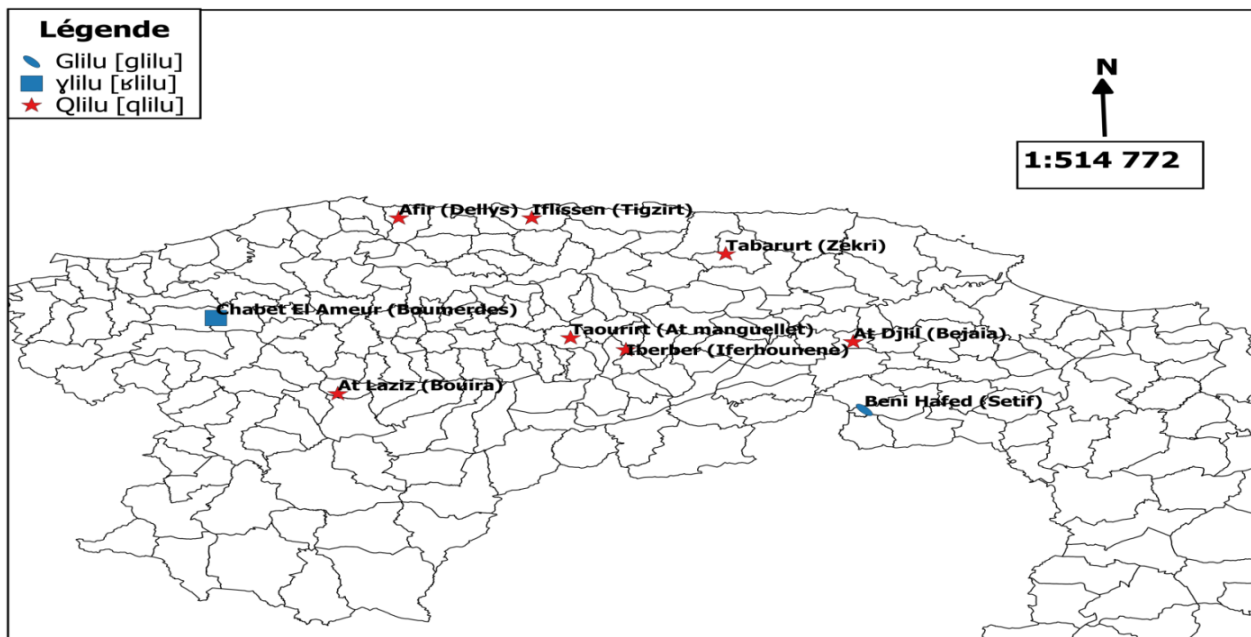 Légende
Glilu [glilu]
Ɣlilu [ʁlilu]
Qlilu [qlilu]
N
1:514 772
Afir (Dellys)
Iflissen (Tigzirt)
Tabarurt (Zekri)
Chabet El Ameur (Boumerdes)
Taourirt (At manguellet)
Iberber (Iferhounene)
At Djlil (Bejaia)
At Laziz (Bouira)
Beni Hafed (Setif)